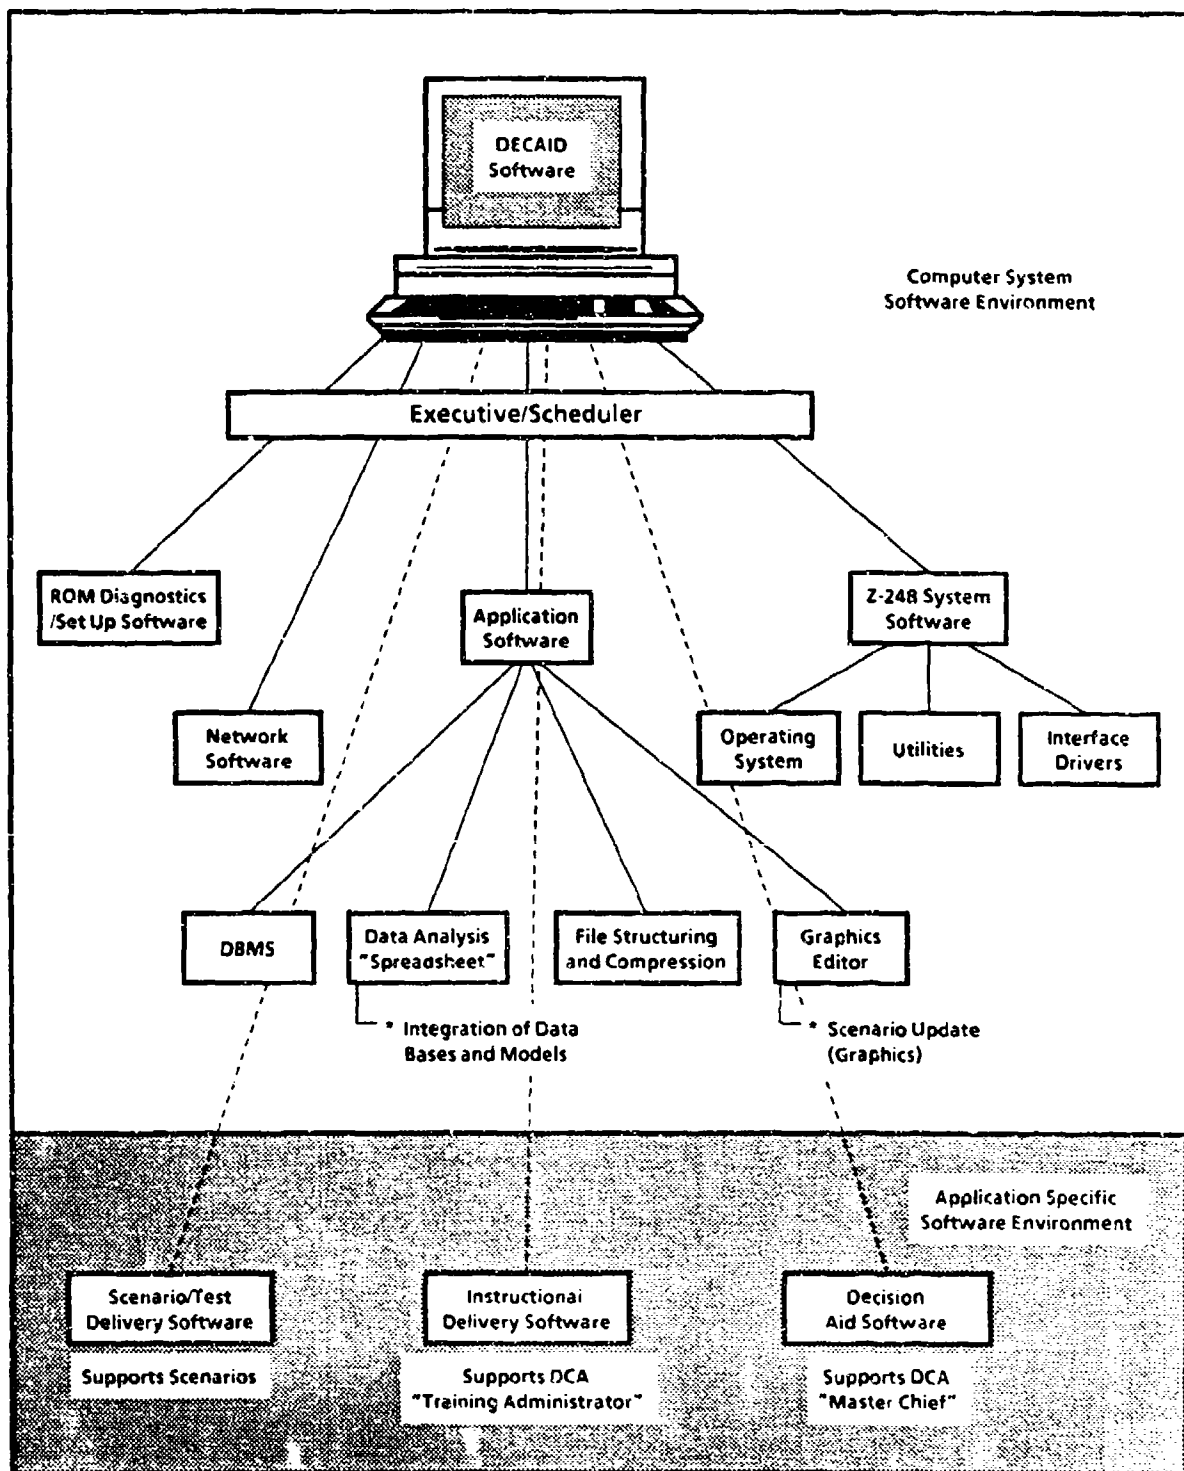 DECAID
Software
Computer System
Software Environment
Executive/Scheduler
ROM Diagnostics
/Set Up Software
Application
Software
Z-248 System
Software
Network
Software
Operating
System
Utilities
Interface
Drivers
DBMS
Data Analysis
"Spreadsheet"
File Structuring
and Compression
Graphics
Editor
* Integration of Data
Bases and Models
* Scenario Update
(Graphics)
Application Specific
Software Environment
Scenario/Test
Delivery Software
Instructional
Delivery Software
Decision
Aid Software
Supports Scenarios
Supports DCA
"Training Administrator"
Supports DCA
"Master Chief"